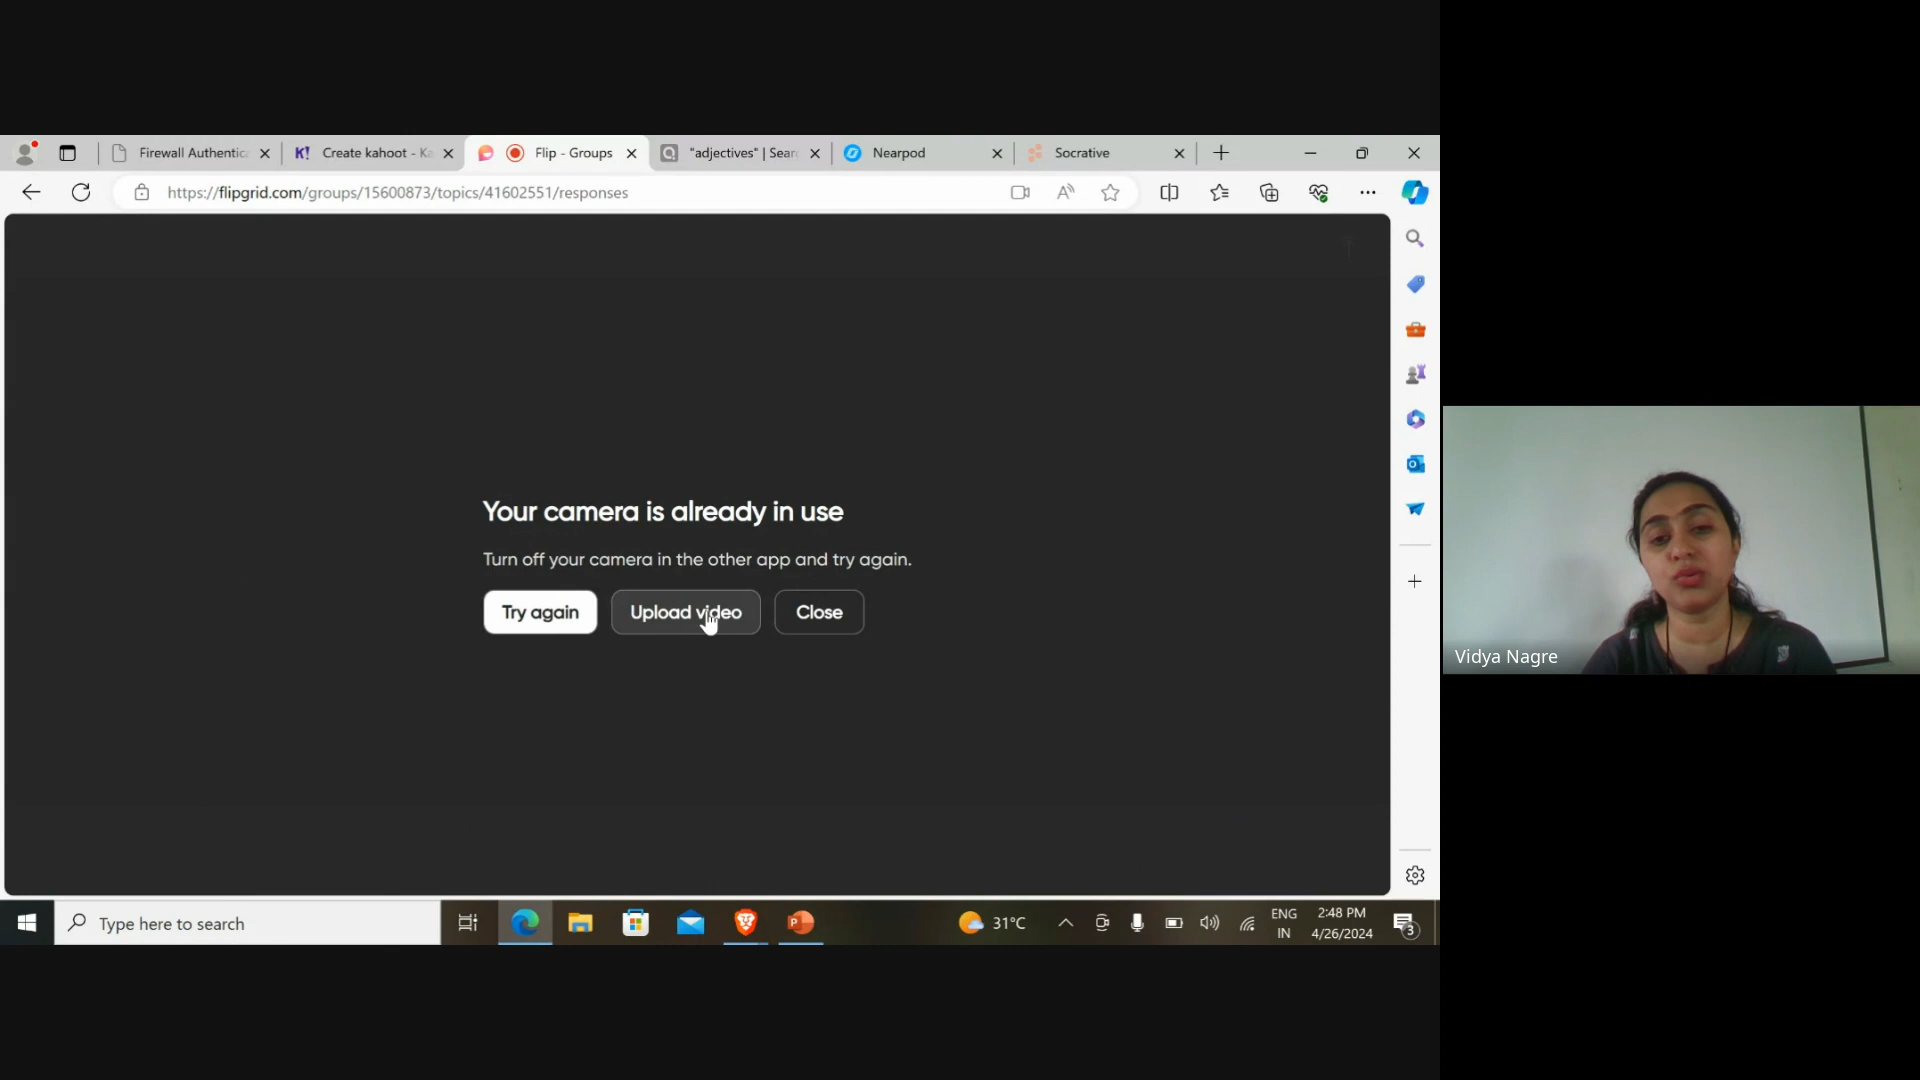 Firewall Authentic
K! Create kahoot - Ka
Flip - Groups
"adjectives" | Sear
Nearpod
Socrative
https://flipgrid.com/groups/15600873/topics/41602551/responses
Your camera is already in use
Turn off your camera in the other app and try again.
Try again
Upload video
Close
Vidya Nagre
Type here to search
31°C
ENG
IN
2:48 PM
4/26/2024
3